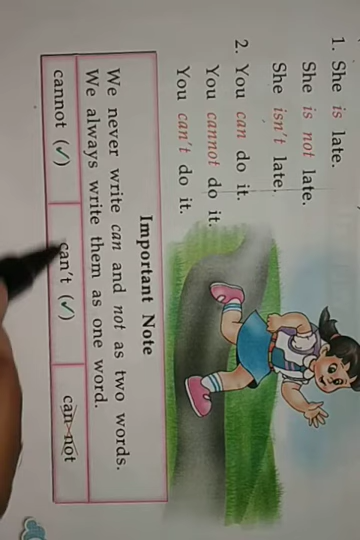 1. She is late.
She is not late.
She isn't late.
2. You can do it.
You cannot do it.
You can't do it.
Important Note
We never write can and not as two words.
We always write them as one word.
cannot (✓) can't (✓) can not